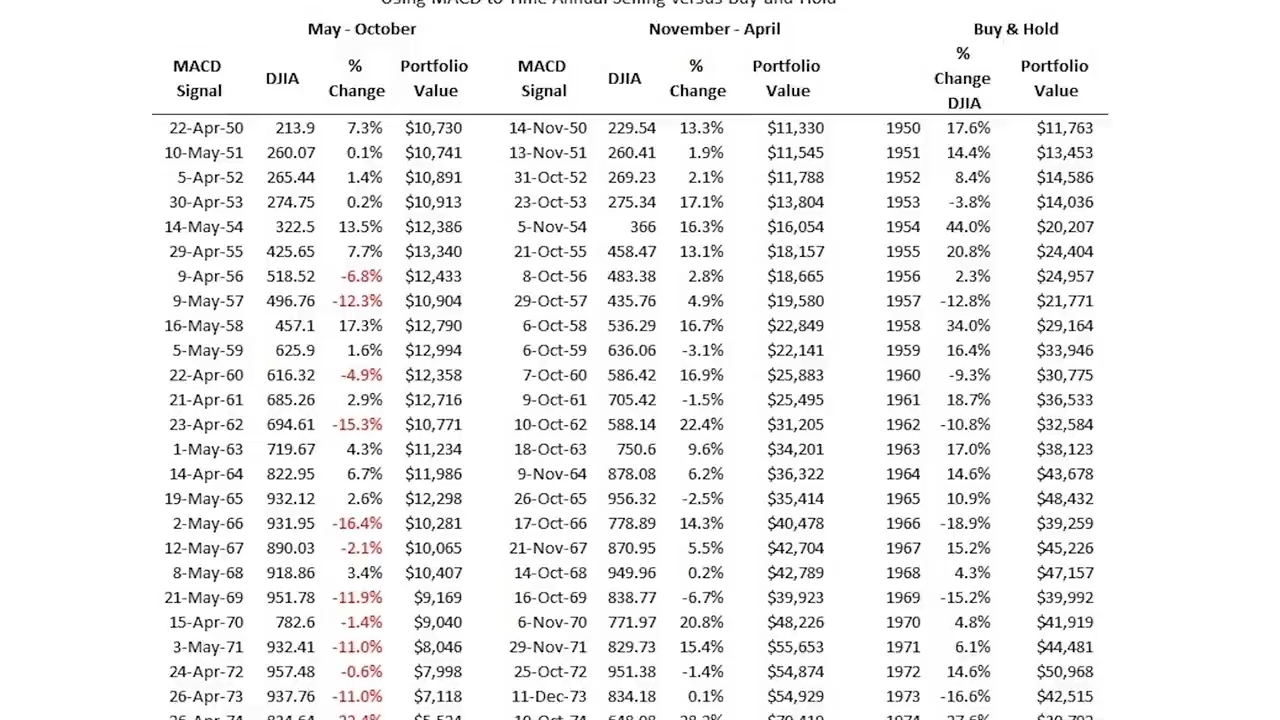 Using MACD to Time Annual Selling versus Buy and Hold
May - October November - April Buy & Hold
MACD Signal DJIA % Change Portfolio Value MACD Signal DJIA % Change Portfolio Value % Change DJIA Portfolio Value
22-Apr-50 213.9 7.3% $10,730 14-Nov-50 229.54 13.3% $11,330 1950 17.6% $11,763
10-May-51 260.07 0.1% $10,741 13-Nov-51 260.41 1.9% $11,545 1951 14.4% $13,453
5-Apr-52 265.44 1.4% $10,891 31-Oct-52 269.23 2.1% $11,788 1952 8.4% $14,586
30-Apr-53 274.75 0.2% $10,913 23-Oct-53 275.34 17.1% $13,804 1953 -3.8% $14,036
14-May-54 322.5 13.5% $12,386 5-Nov-54 366 16.3% $16,054 1954 44.0% $20,207
29-Apr-55 425.65 7.7% $13,340 21-Oct-55 458.47 13.1% $18,157 1955 20.8% $24,404
9-Apr-56 518.52 -6.8% $12,433 8-Oct-56 483.38 2.8% $18,665 1956 2.3% $24,957
9-May-57 496.76 -12.3% $10,904 29-Oct-57 435.76 4.9% $19,580 1957 -12.8% $21,771
16-May-58 457.1 17.3% $12,790 6-Oct-58 536.29 16.7% $22,849 1958 34.0% $29,164
5-May-59 625.9 1.6% $12,994 6-Oct-59 636.06 -3.1% $22,141 1959 16.4% $33,946
22-Apr-60 616.32 -4.9% $12,358 7-Oct-60 586.42 16.9% $25,883 1960 -9.3% $30,775
21-Apr-61 685.26 2.9% $12,716 9-Oct-61 705.42 -1.5% $25,495 1961 18.7% $36,533
23-Apr-62 694.61 -15.3% $10,771 10-Oct-62 588.14 22.4% $31,205 1962 -10.8% $32,584
1-May-63 719.67 4.3% $11,234 18-Oct-63 750.6 9.6% $34,201 1963 17.0% $38,123
14-Apr-64 822.95 6.7% $11,986 9-Nov-64 878.08 6.2% $36,322 1964 14.6% $43,678
19-May-65 932.12 2.6% $12,298 26-Oct-65 956.32 -2.5% $35,414 1965 10.9% $48,432
2-May-66 931.95 -16.4% $10,281 17-Oct-66 778.89 14.3% $40,478 1966 -18.9% $39,259
12-May-67 890.03 -2.1% $10,065 21-Nov-67 870.95 5.5% $42,704 1967 15.2% $45,226
8-May-68 918.86 3.4% $10,407 14-Oct-68 949.96 0.2% $42,789 1968 4.3% $47,157
21-May-69 951.78 -11.9% $9,169 16-Oct-69 838.77 -6.7% $39,923 1969 -15.2% $39,992
15-Apr-70 782.6 -1.4% $9,040 6-Nov-70 771.97 20.8% $48,226 1970 4.8% $41,919
3-May-71 932.41 -11.0% $8,046 29-Nov-71 829.73 15.4% $55,653 1971 6.1% $44,481
24-Apr-72 957.48 -0.6% $7,998 25-Oct-72 951.38 -1.4% $54,874 1972 14.6% $50,968
26-Apr-73 937.76 -11.0% $7,118 11-Dec-73 834.18 0.1% $54,929 1973 -16.6% $42,515